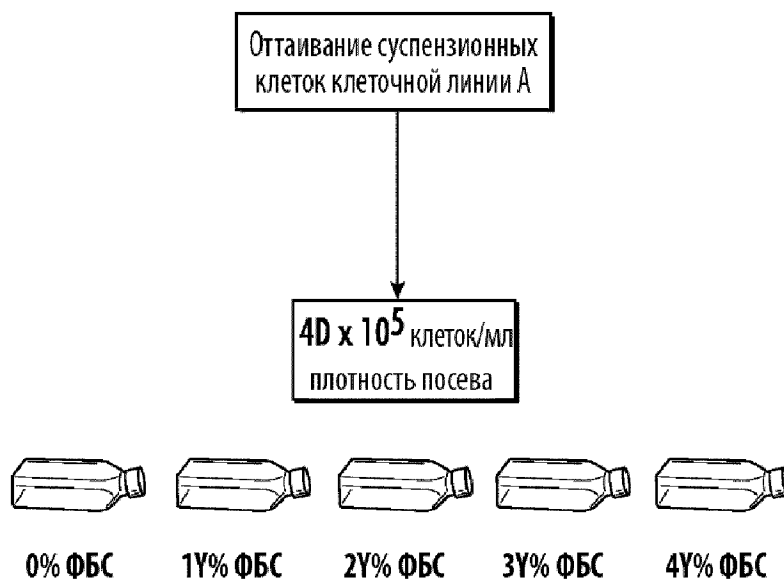 Оттаивание суспензионных
клеток клеточной линии А
4D x 10⁵ клеток/мл
плотность посева
0% ФБС 1Y% ФБС 2Y% ФБС 3Y% ФБС 4Y% ФБС